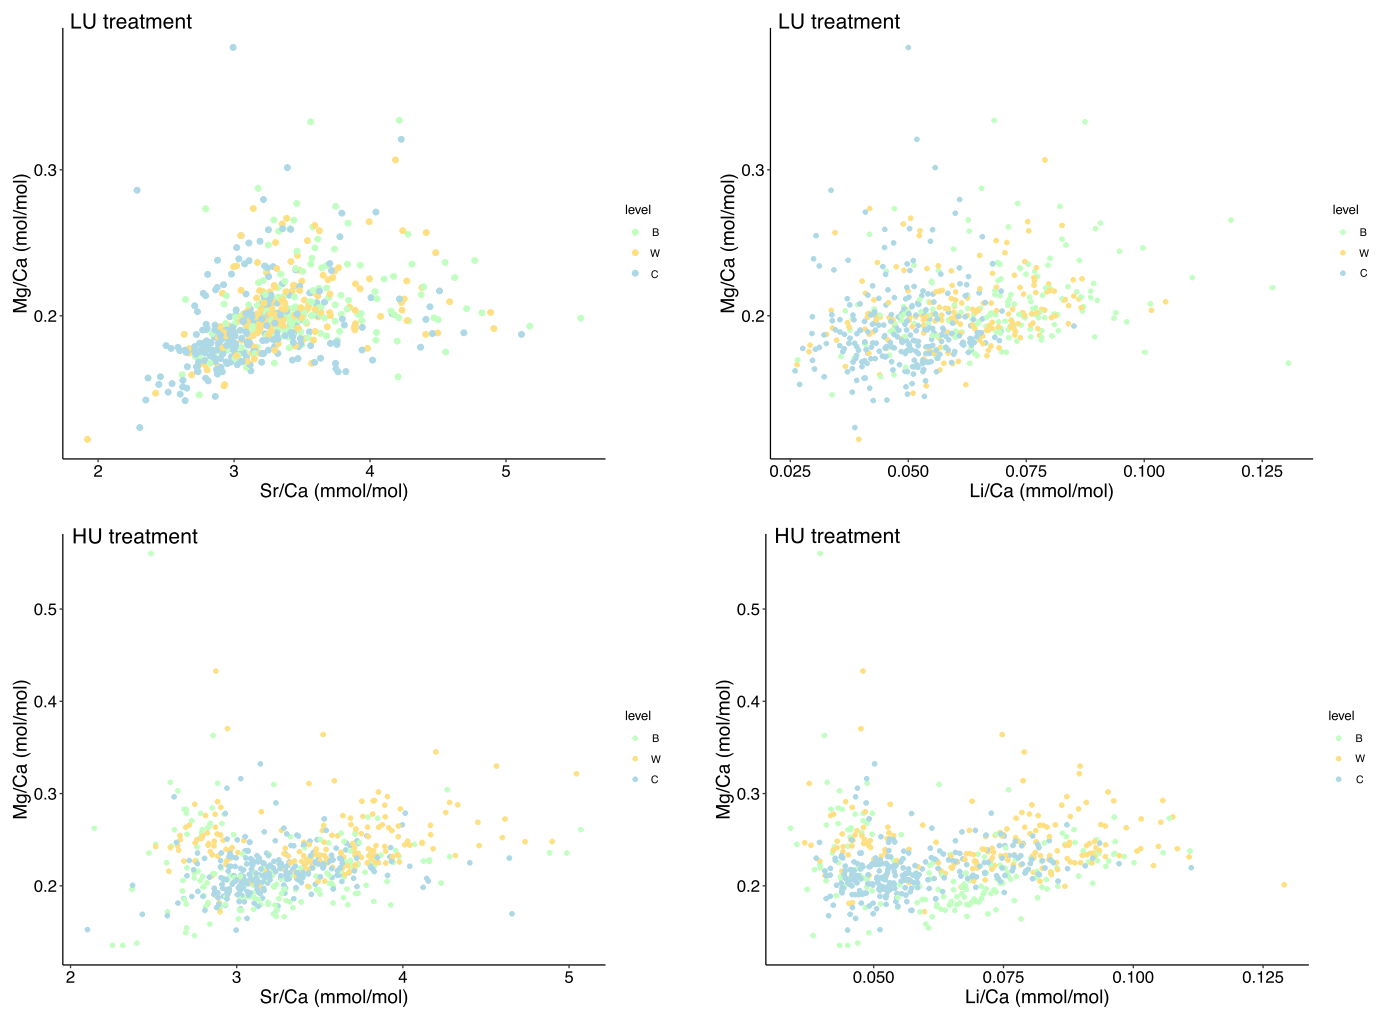 LU treatment
Mg/Ca (mol/mol)
0.3
0.2
2 3 4 5
Sr/Ca (mmol/mol)
level
B
W
C
LU treatment
Mg/Ca (mol/mol)
0.3
0.2
0.025 0.050 0.075 0.100 0.125
Li/Ca (mmol/mol)
level
B
W
C
HU treatment
Mg/Ca (mol/mol)
0.5
0.4
0.3
0.2
2 3 4 5
Sr/Ca (mmol/mol)
level
B
W
C
HU treatment
Mg/Ca (mol/mol)
0.5
0.4
0.3
0.2
0.050 0.075 0.100 0.125
Li/Ca (mmol/mol)
level
B
W
C